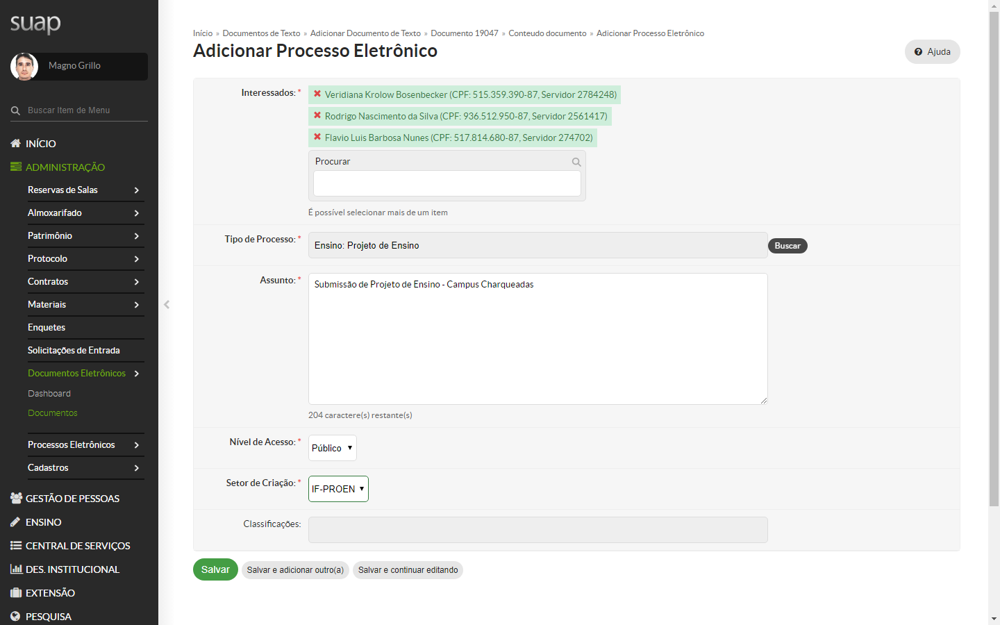 suap
Magno Grillo
Buscar Item de Menu
INÍCIO
ADMINISTRAÇÃO
Reservas de Salas
Almoxarifado
Patrimônio
Protocolo
Contratos
Materiais
Enquetes
Solicitações de Entrada
Documentos Eletrônicos
Dashboard
Documentos
Processos Eletrônicos
Cadastros
GESTÃO DE PESSOAS
ENSINO
CENTRAL DE SERVIÇOS
DES. INSTITUCIONAL
EXTENSÃO
PESQUISA
Início » Documentos de Texto » Adicionar Documento de Texto » Documento 19047 » Conteudo documento » Adicionar Processo Eletrônico
Adicionar Processo Eletrônico
Ajuda
Interessados: *
Veridiana Krolow Bosenbecker (CPF: 515.359.390-87, Servidor 2784248)
Rodrigo Nascimento da Silva (CPF: 936.512.950-87, Servidor 2561417)
Flavio Luis Barbosa Nunes (CPF: 517.814.680-87, Servidor 274702)
Procurar
É possível selecionar mais de um item
Tipo de Processo: * Ensino: Projeto de Ensino Buscar
Assunto: * Submissão de Projeto de Ensino - Campus Charqueadas
204 caractere(s) restante(s)
Nível de Acesso: * Público
Setor de Criação: * IF-PROEN
Classificações:
Salvar Salvar e adicionar outro(a) Salvar e continuar editando